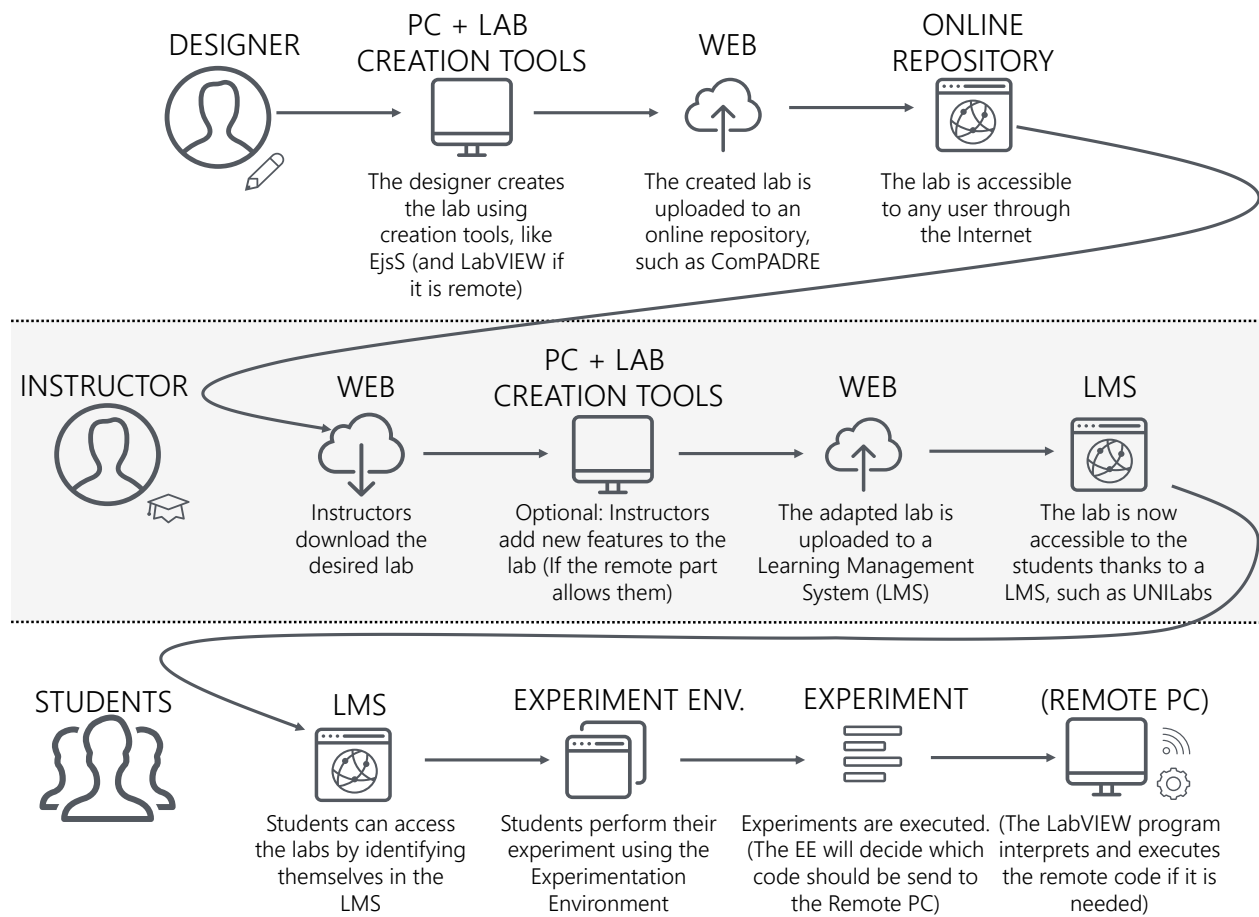 DESIGNER
PC + LAB
CREATION TOOLS
WEB
ONLINE
REPOSITORY
The designer creates
the lab using
creation tools, like
EjsS (and LabVIEW if
it is remote)
The created lab is
uploaded to an
online repository,
such as ComPADRE
The lab is accessible
to any user through
the Internet
INSTRUCTOR
WEB
PC + LAB
CREATION TOOLS
WEB
LMS
Instructors
download the
desired lab
Optional: Instructors
add new features to the
lab (If the remote part
allows them)
The adapted lab is
uploaded to a
Learning Management
System (LMS)
The lab is now
accessible to the
students thanks to a
LMS, such as UNILabs
STUDENTS
LMS
EXPERIMENT ENV.
EXPERIMENT
(REMOTE PC)
Students can access
the labs by identifying
themselves in the
LMS
Students perform their
experiment using the
Experimentation
Environment
Experiments are executed.
(The EE will decide which
code should be send to
the Remote PC)
(The LabVIEW program
interprets and executes
the remote code if it is
needed)